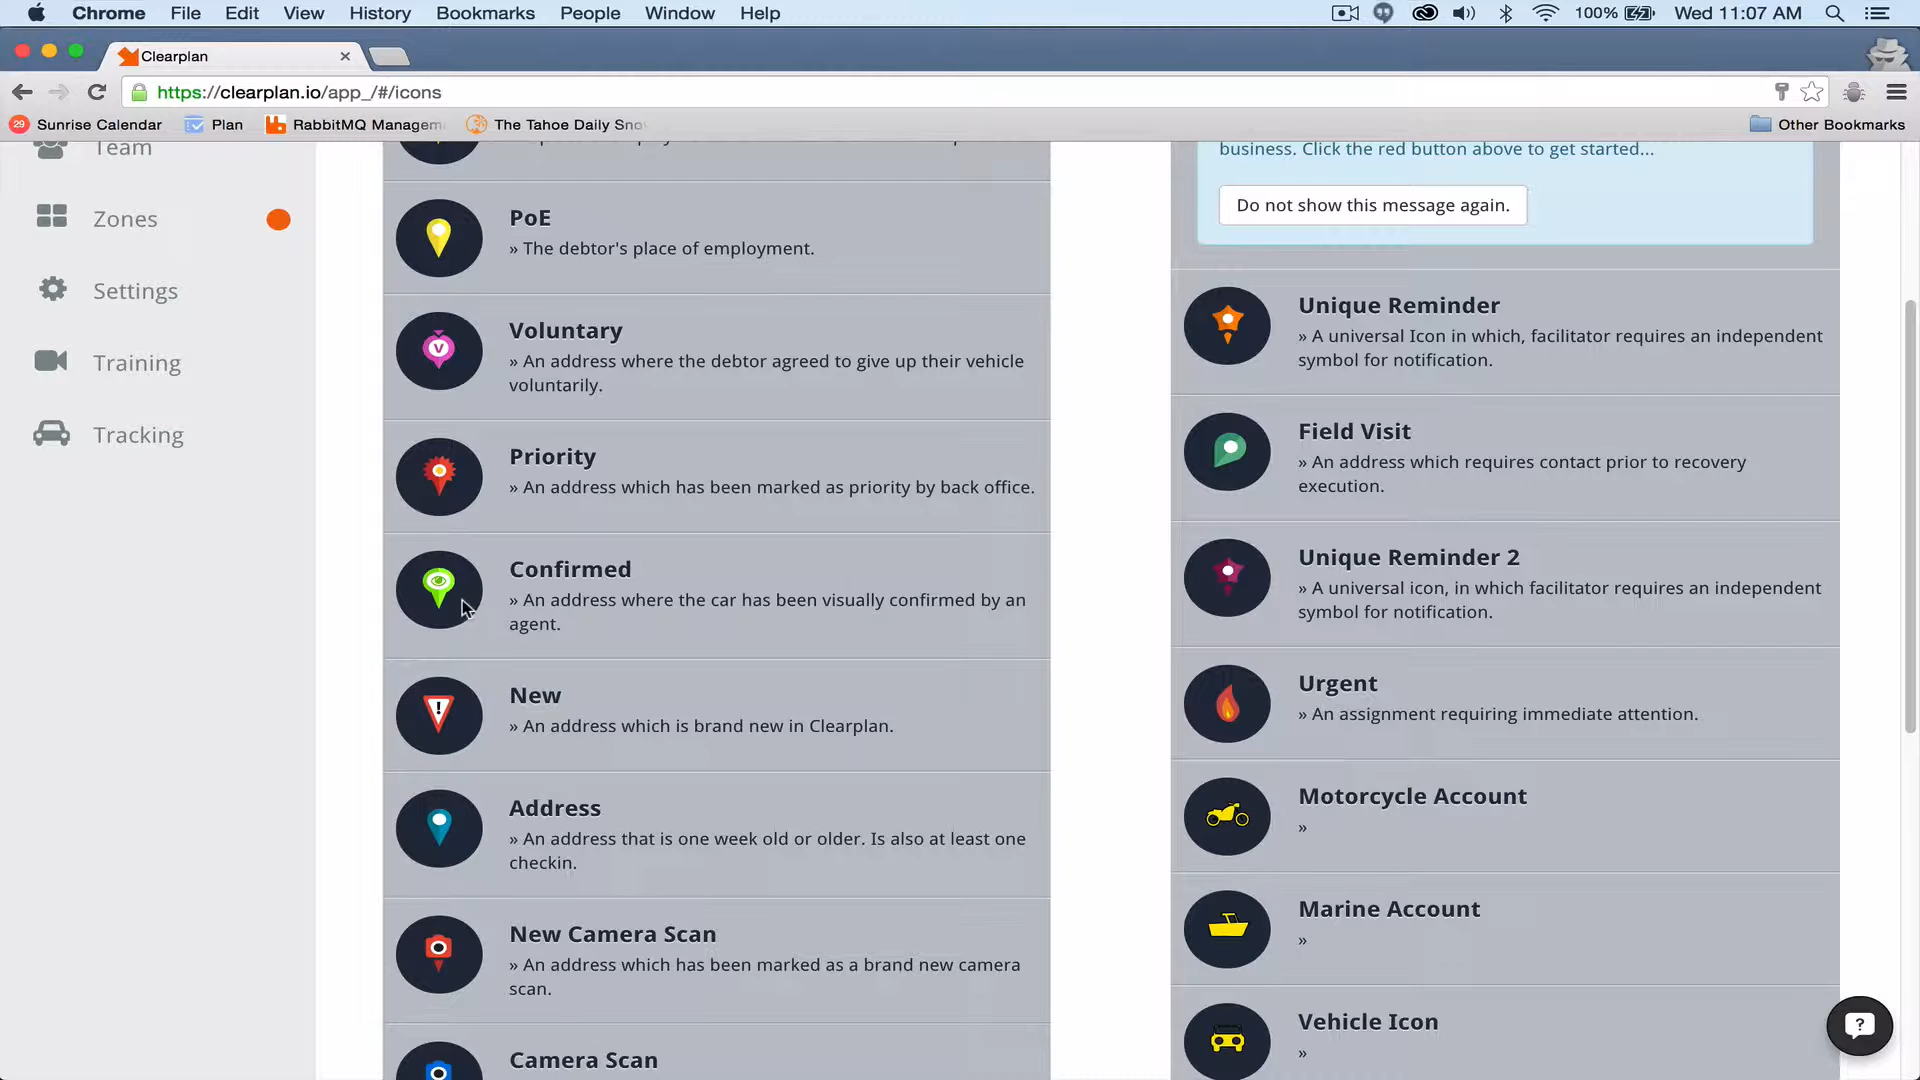 Chrome File Edit View History Bookmarks People Window Help 100% Wed 11:07 AM
Clearplan
https://clearplan.io/app_/#/icons
29 Sunrise Calendar Plan RabbitMQ Managem The Tahoe Daily Sno Other Bookmarks
Team
Zones
Settings
Training
Tracking
PoE
» The debtor's place of employment.
Voluntary
» An address where the debtor agreed to give up their vehicle
voluntarily.
Priority
» An address which has been marked as priority by back office.
Confirmed
» An address where the car has been visually confirmed by an
agent.
New
» An address which is brand new in Clearplan.
Address
» An address that is one week old or older. Is also at least one
checkin.
New Camera Scan
» An address which has been marked as a brand new camera
scan.
Camera Scan
business. Click the red button above to get started...
Do not show this message again.
Unique Reminder
» A universal Icon in which, facilitator requires an independent
symbol for notification.
Field Visit
» An address which requires contact prior to recovery
execution.
Unique Reminder 2
» A universal icon, in which facilitator requires an independent
symbol for notification.
Urgent
» An assignment requiring immediate attention.
Motorcycle Account
»
Marine Account
»
Vehicle Icon
»
V
!
?